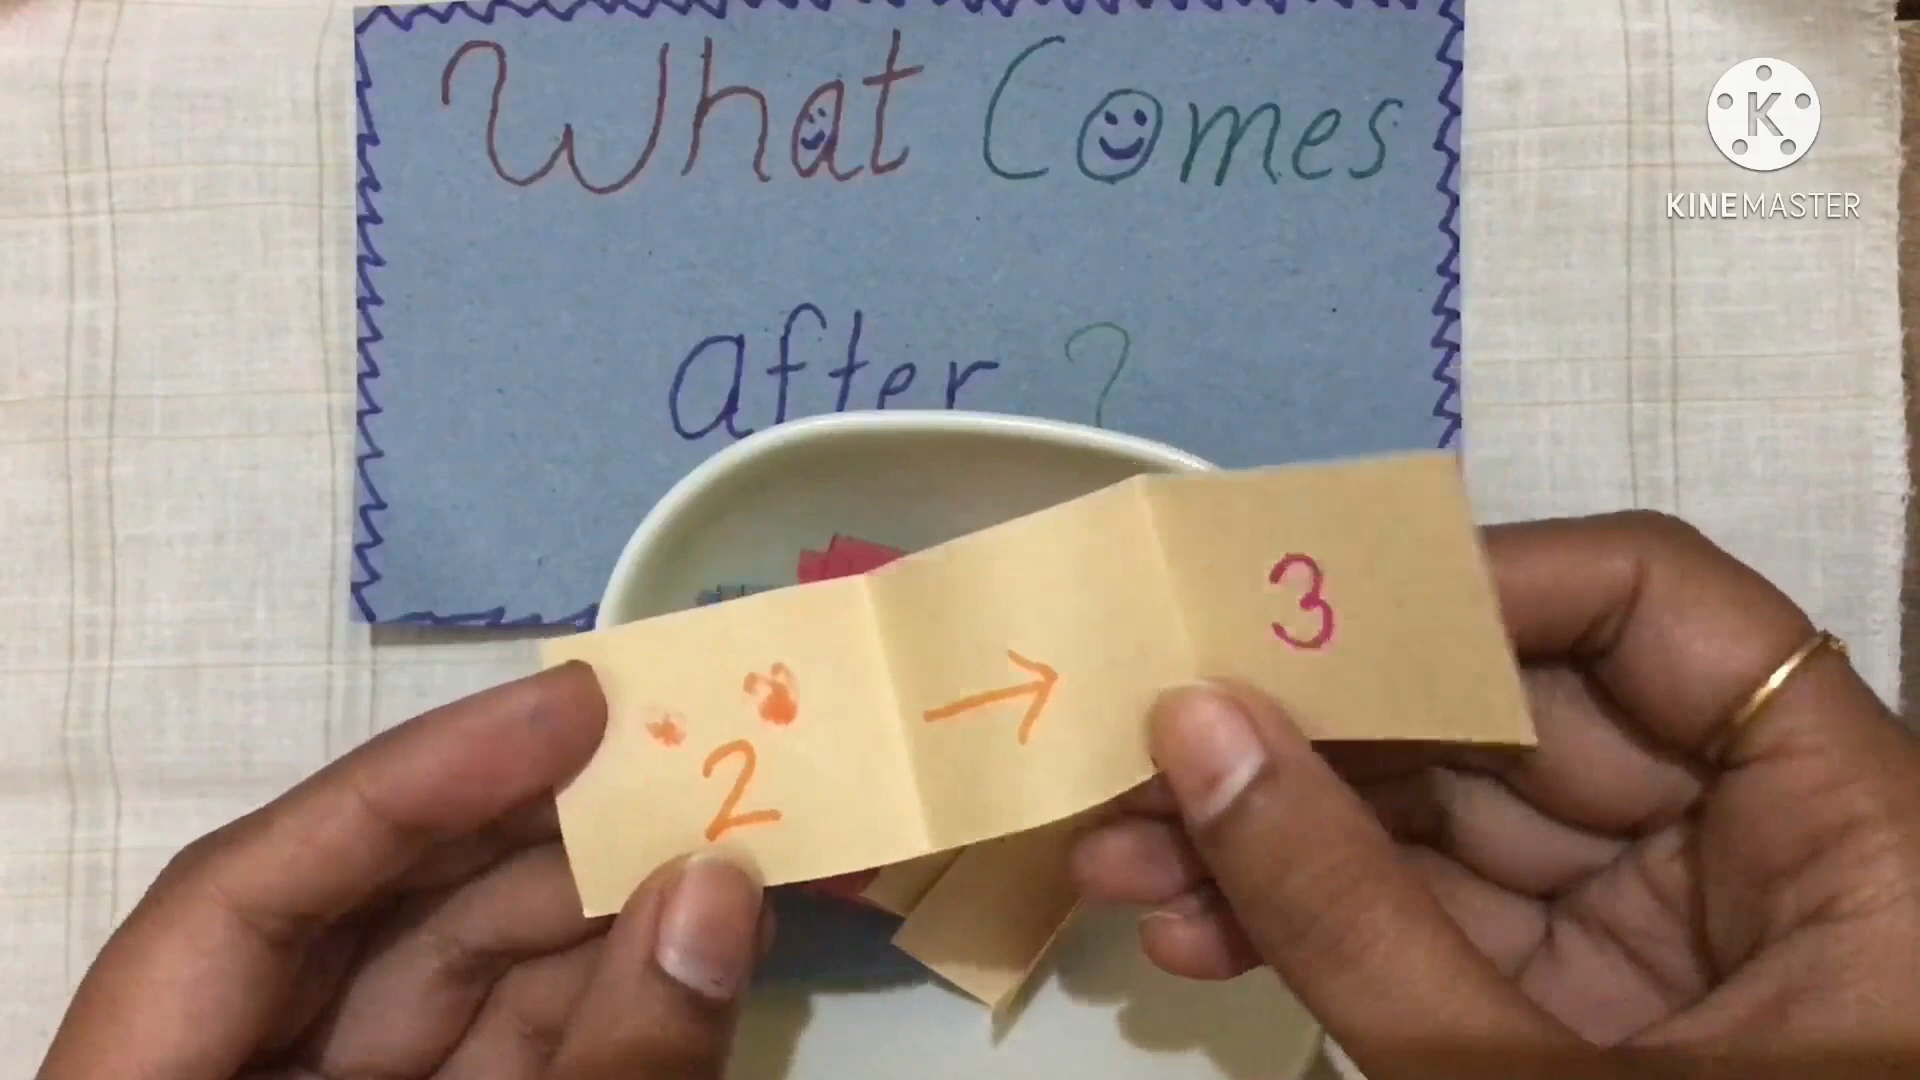 What Comes
after ?
2 → 3
K
KINEMASTER